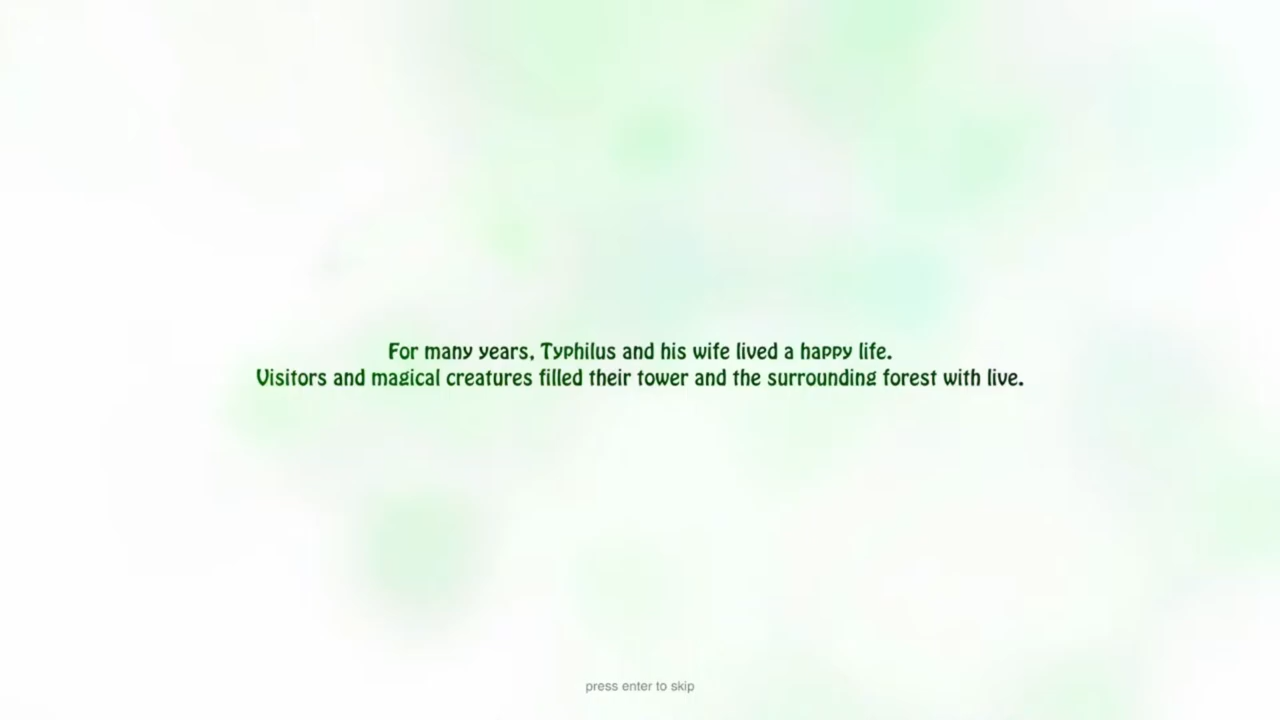 For many years, Typhilus and his wife lived a happy life.
Visitors and magical creatures filled their tower and the surrounding forest with live.
press enter to skip